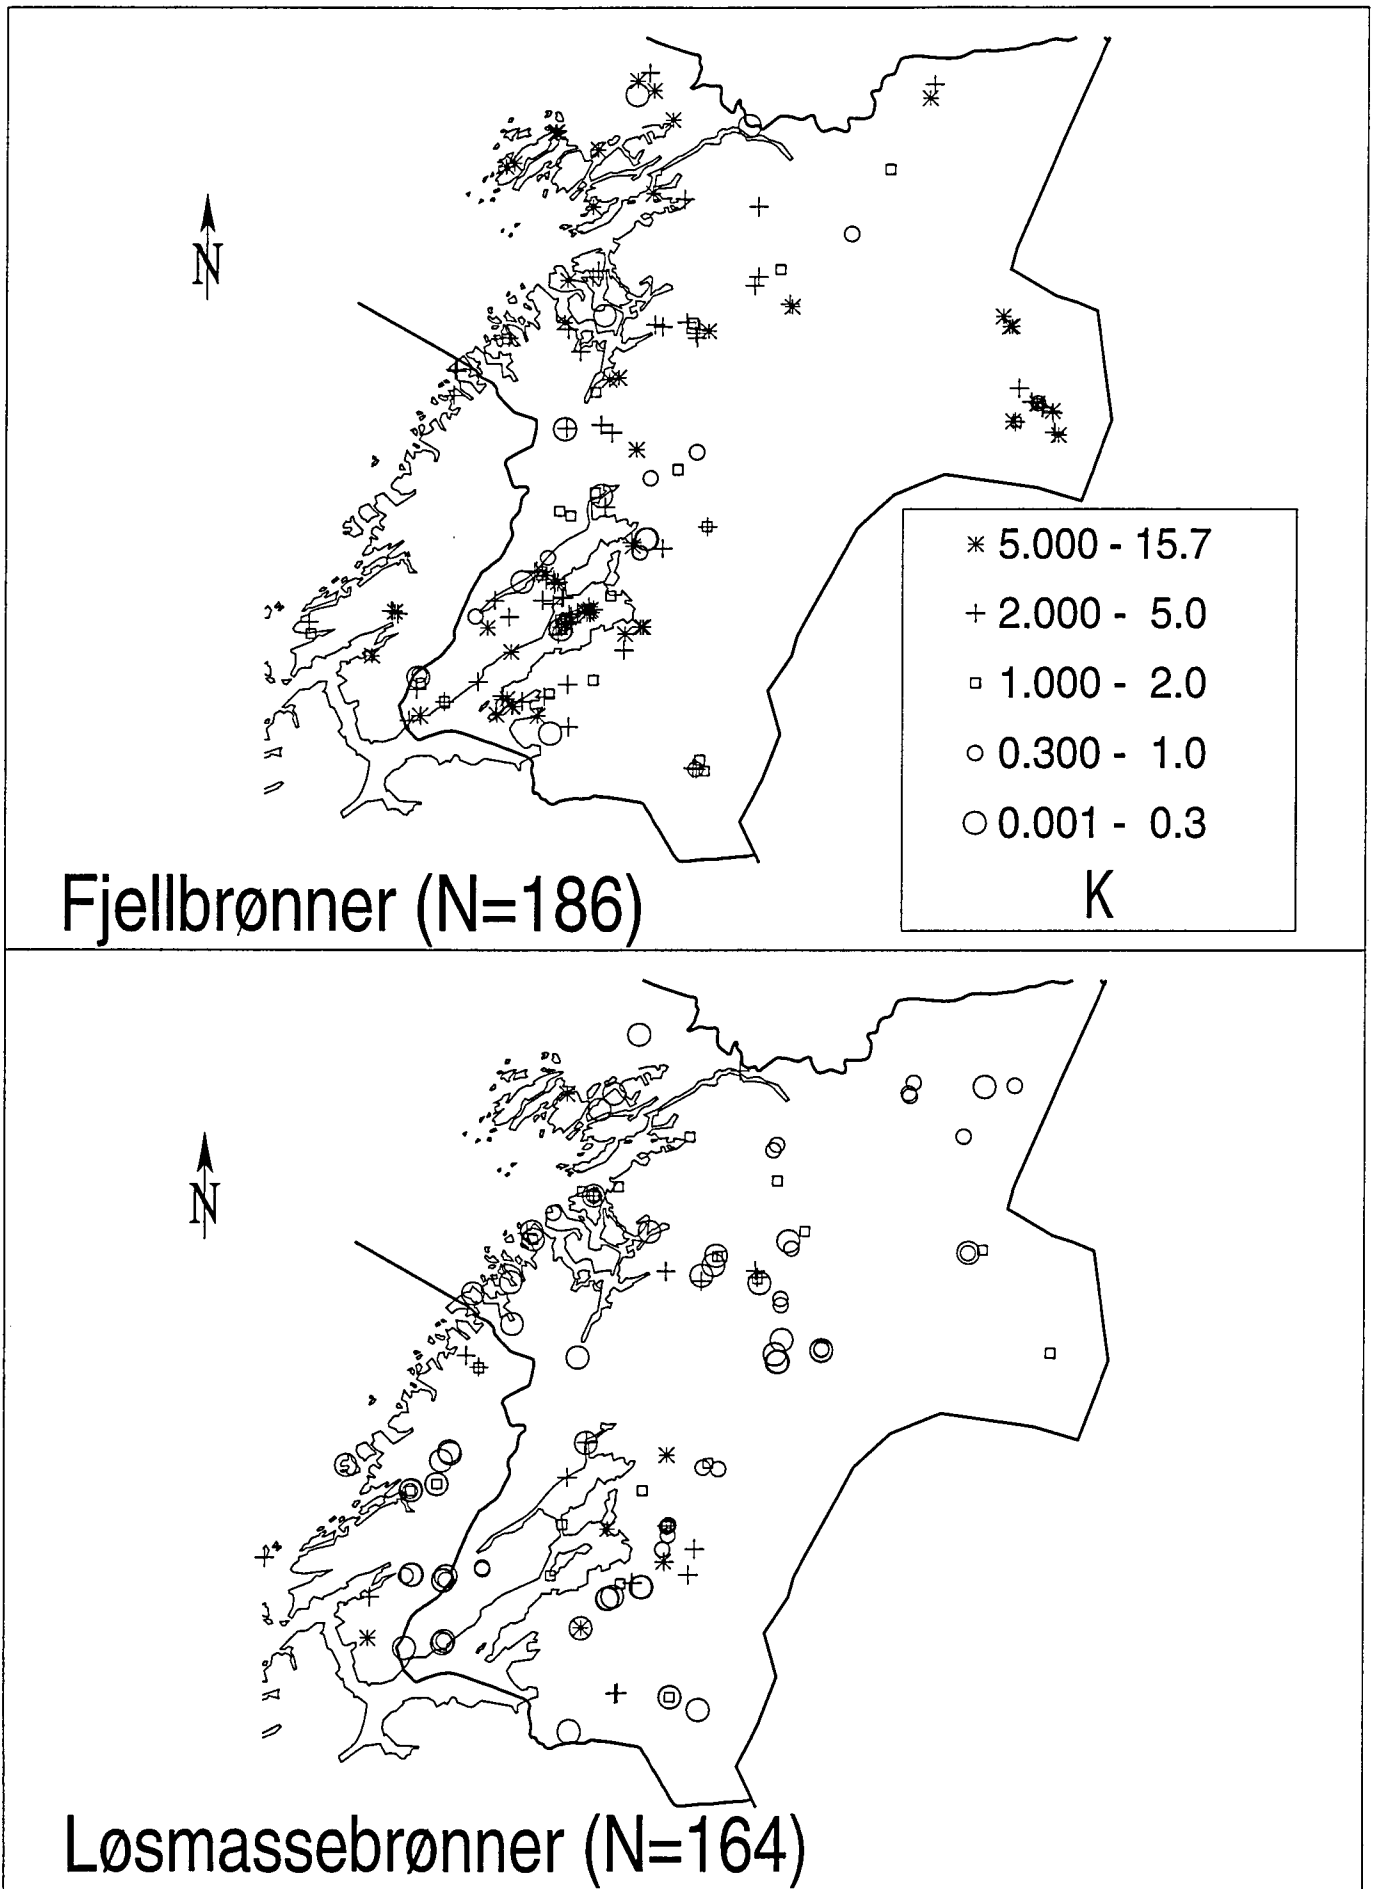 N
5.000 - 15.7
2.000 - 5.0
1.000 - 2.0
0.300 - 1.0
0.001 - 0.3
K
Fjellbrønner (N=186)
N
Løsmassebrønner (N=164)